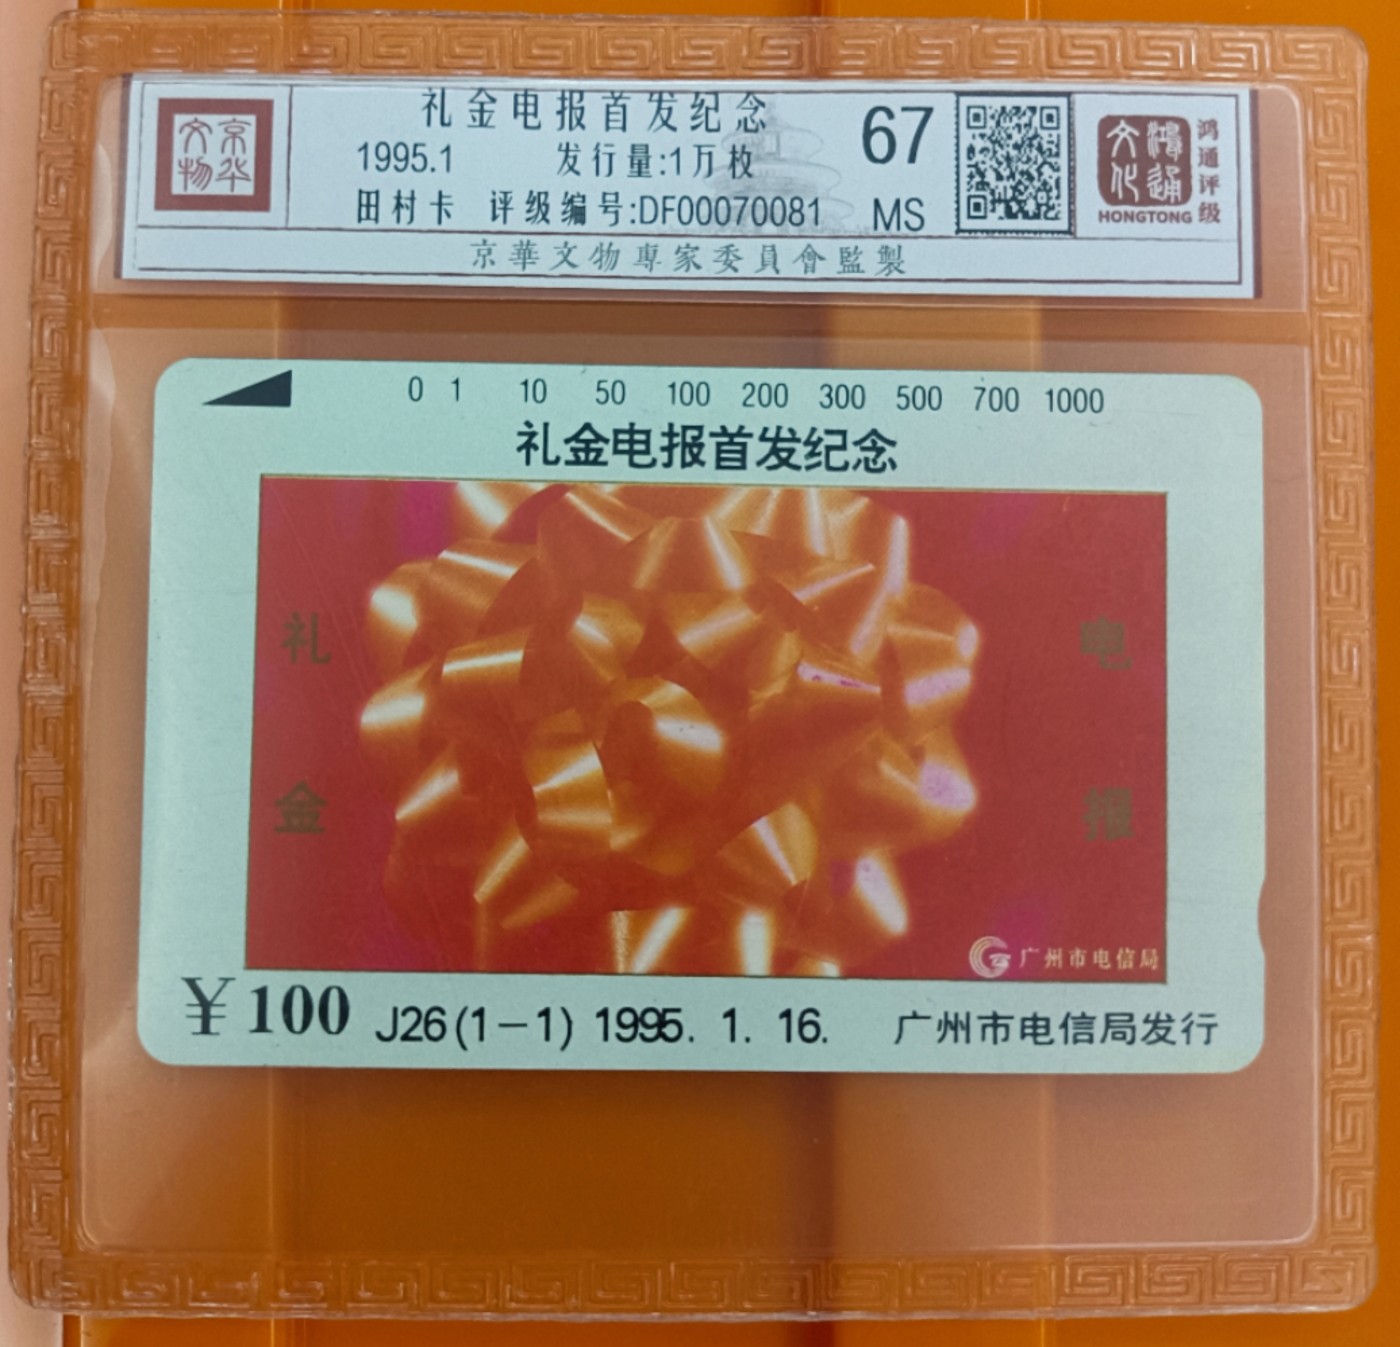 京华
文物
礼金电报首发纪念
1995.1 发行量:1万枚
田村卡 评级编号:DF00070081
67
MS
鸿通
文化
HONGTONG
鸿通评级
京華文物專家委員會監製
0 1 10 50 100 200 300 500 700 1000
礼金电报首发纪念
礼金
电报
广州市电信局
¥100 J26(1-1) 1995. 1. 16. 广州市电信局发行